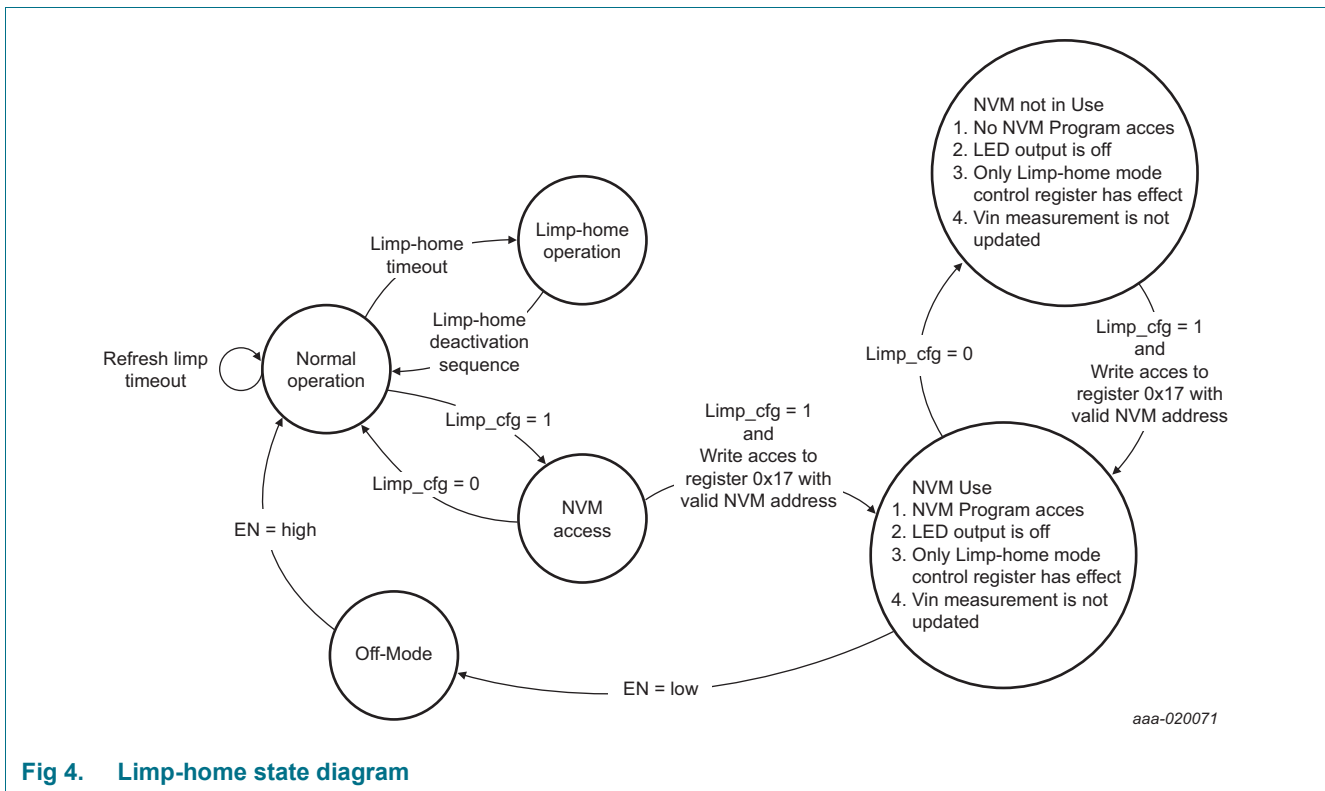 NVM not in Use
1. No NVM Program acces
2. LED output is off
3. Only Limp-home mode
control register has effect
4. Vin measurement is not
updated
Limp-home
timeout
Limp-home
operation
Limp-home
deactivation
sequence
Refresh limp
timeout
Normal
operation
Limp_cfg = 1
Limp_cfg = 0
EN = high
NVM
access
Limp_cfg = 1
and
Write acces to
register 0x17 with
valid NVM address
Limp_cfg = 0
Limp_cfg = 1
and
Write acces to
register 0x17 with
valid NVM address
NVM Use
1. NVM Program acces
2. LED output is off
3. Only Limp-home mode
control register has effect
4. Vin measurement is not
updated
Off-Mode
EN = low
aaa-020071
Fig 4. Limp-home state diagram